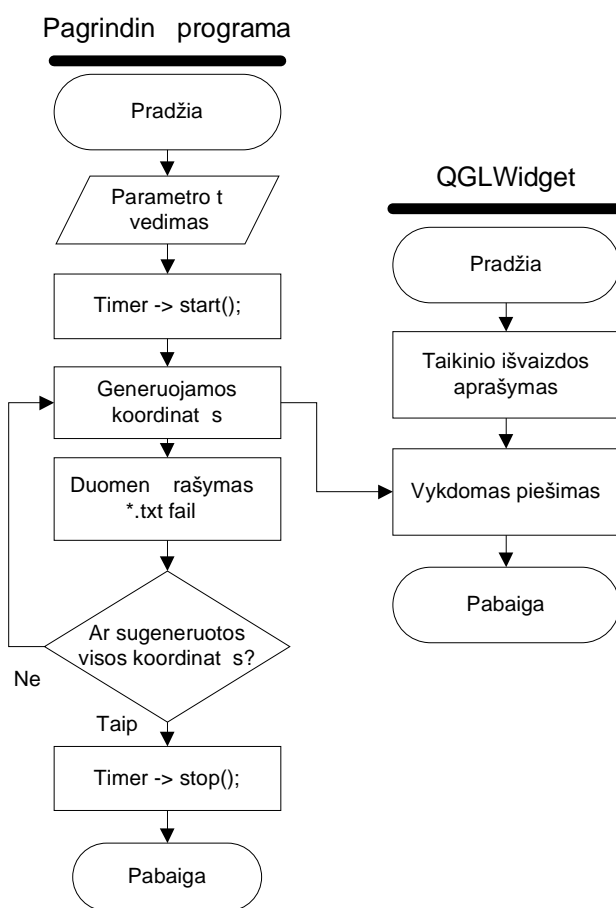 Pagrindin programa
Pradžia
Parametro t
vedimas
Timer -> start();
Generuojamos
koordinat s
Duomen rašymas
*.txt fail
Ar sugeneruotos
visos koordinat s?
Ne
Taip
Timer -> stop();
Pabaiga
QGLWidget
Pradžia
Taikinio išvaizdos
aprašymas
Vykdomas piešimas
Pabaiga